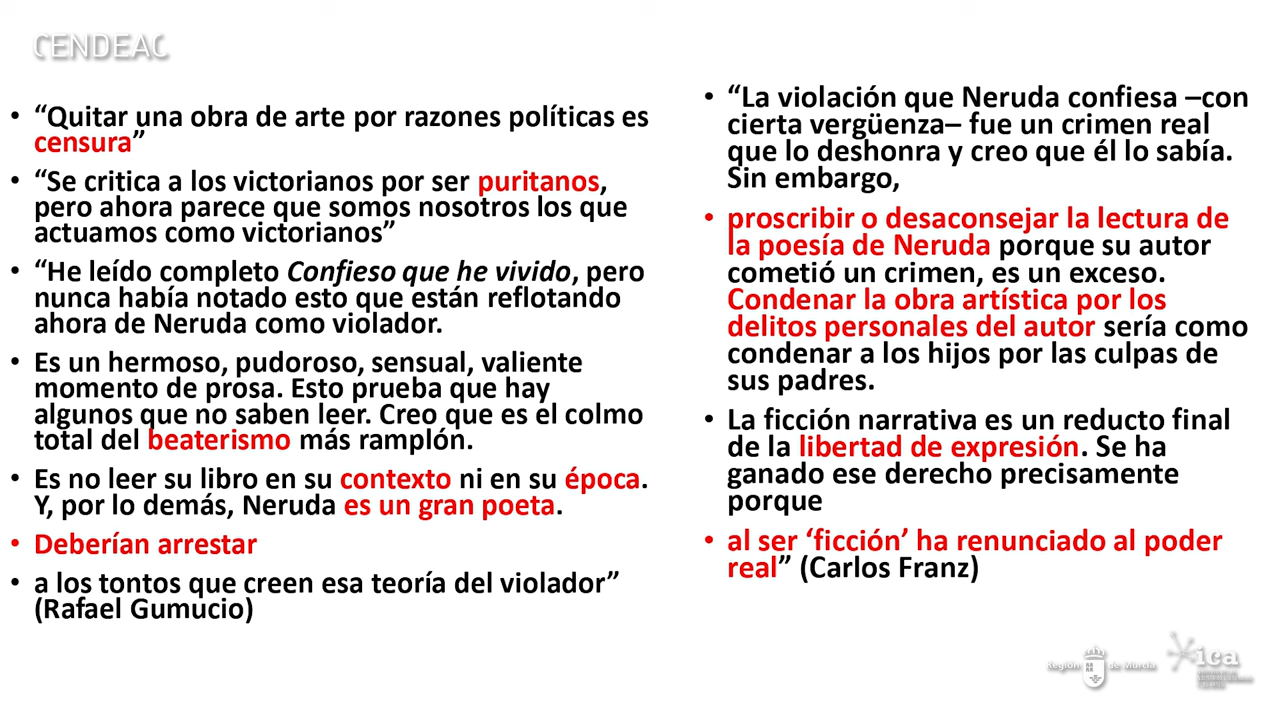 CENDEAC
• “Quitar una obra de arte por razones políticas es
censura”
• “Se critica a los victorianos por ser puritanos,
pero ahora parece que somos nosotros los que
actuamos como victorianos”
• “He leído completo Confieso que he vivido, pero
nunca había notado esto que están reflotando
ahora de Neruda como violador.
• Es un hermoso, pudoroso, sensual, valiente
momento de prosa. Esto prueba que hay
algunos que no saben leer. Creo que es el colmo
total del beaterismo más ramplón.
• Es no leer su libro en su contexto ni en su época.
Y, por lo demás, Neruda es un gran poeta.
• Deberían arrestar
• a los tontos que creen esa teoría del violador”
(Rafael Gumucio)
• “La violación que Neruda confiesa –con
cierta vergüenza– fue un crimen real
que lo deshonra y creo que él lo sabía.
Sin embargo,
• proscribir o desaconsejar la lectura de
la poesía de Neruda porque su autor
cometió un crimen, es un exceso.
Condenar la obra artística por los
delitos personales del autor sería como
condenar a los hijos por las culpas de
sus padres.
• La ficción narrativa es un reducto final
de la libertad de expresión. Se ha
ganado ese derecho precisamente
porque
• al ser ‘ficción’ ha renunciado al poder
real” (Carlos Franz)
Región de Murcia
ica